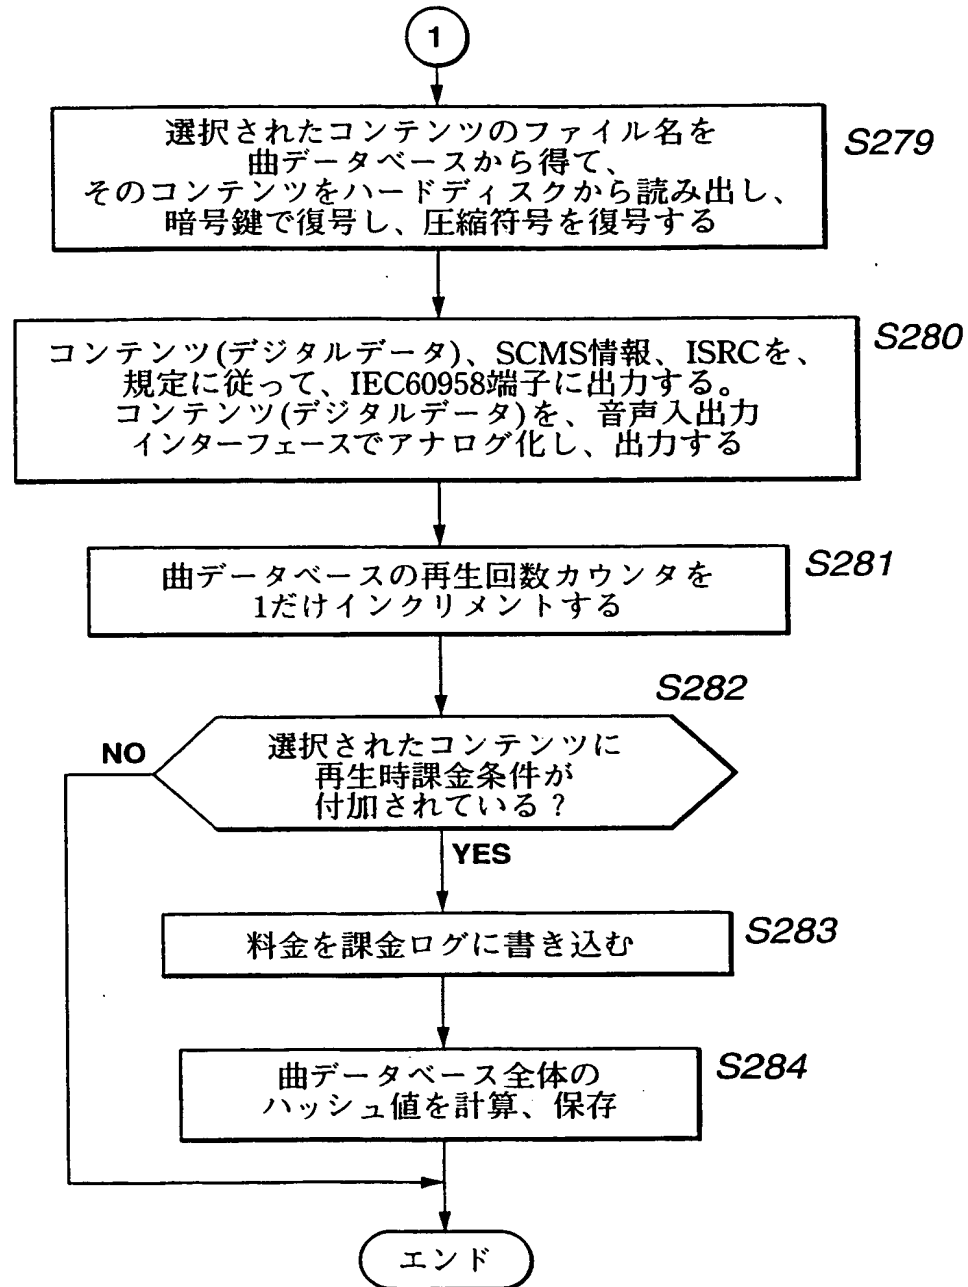 1
選択されたコンテンツのファイル名を
曲データベースから得て、
そのコンテンツをハードディスクから読み出し、
暗号鍵で復号し、圧縮符号を復号する
S279
コンテンツ(デジタルデータ)、SCMS情報、ISRCを、
規定に従って、IEC60958端子に出力する。
コンテンツ(デジタルデータ)を、音声入出力
インターフェースでアナログ化し、出力する
S280
曲データベースの再生回数カウンタを
1だけインクリメントする
S281
S282
選択されたコンテンツに
再生時課金条件が
付加されている?
NO
YES
料金を課金ログに書き込む
S283
曲データベース全体の
ハッシュ値を計算、保存
S284
エンド